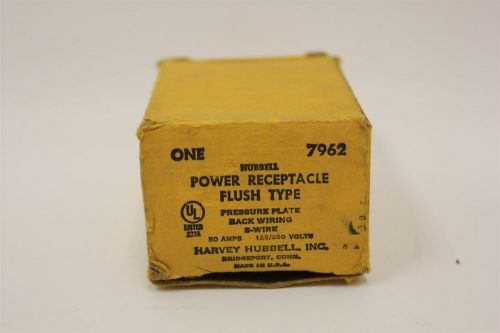 ONE 7962
HUBBELL
POWER RECEPTACLE
FLUSH TYPE
UL
LISTED
227A
PRESSURE PLATE
BACK WIRING
3-WIRE
50 AMPS 125/250 VOLTS
HARVEY HUBBELL, INC.
BRIDGEPORT, CONN.
MADE IN U.S.A.